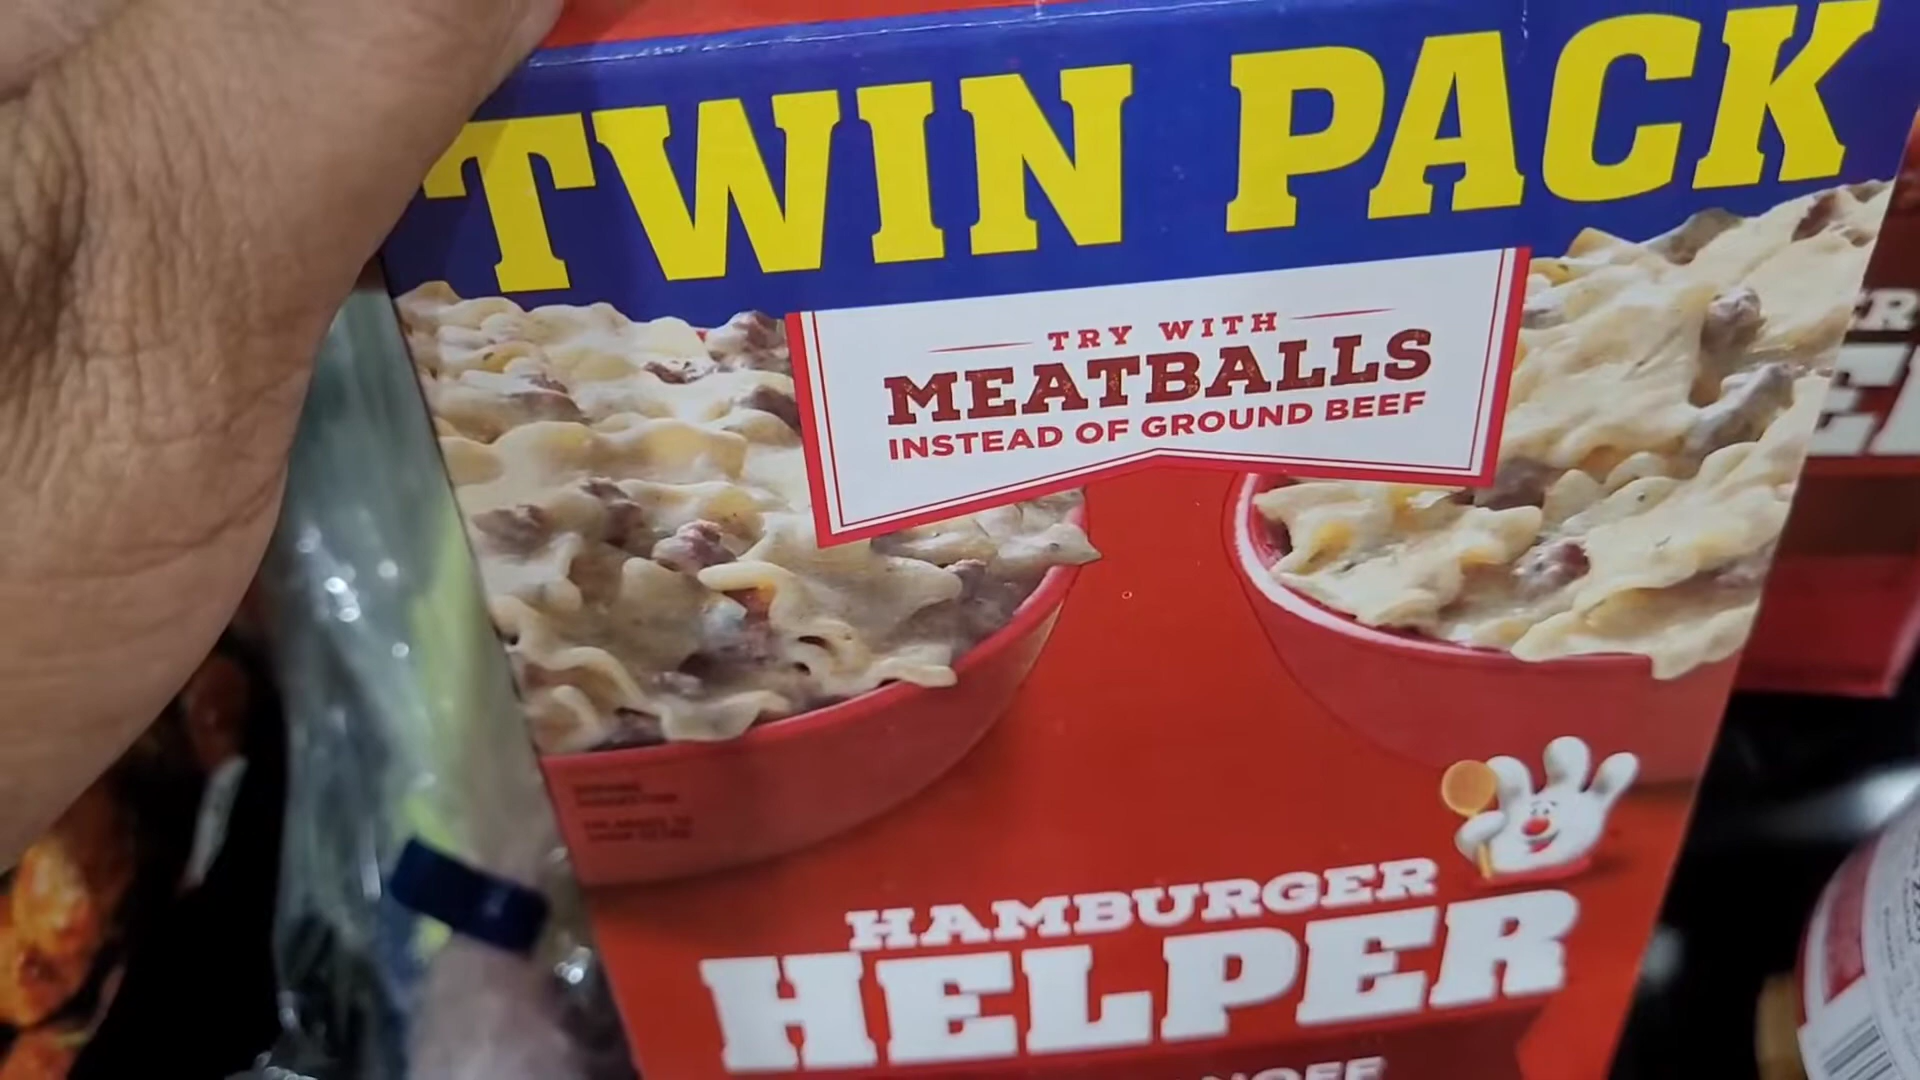 TWIN PACK
TRY WITH
MEATBALLS
INSTEAD OF GROUND BEEF
HAMBURGER
HELPER